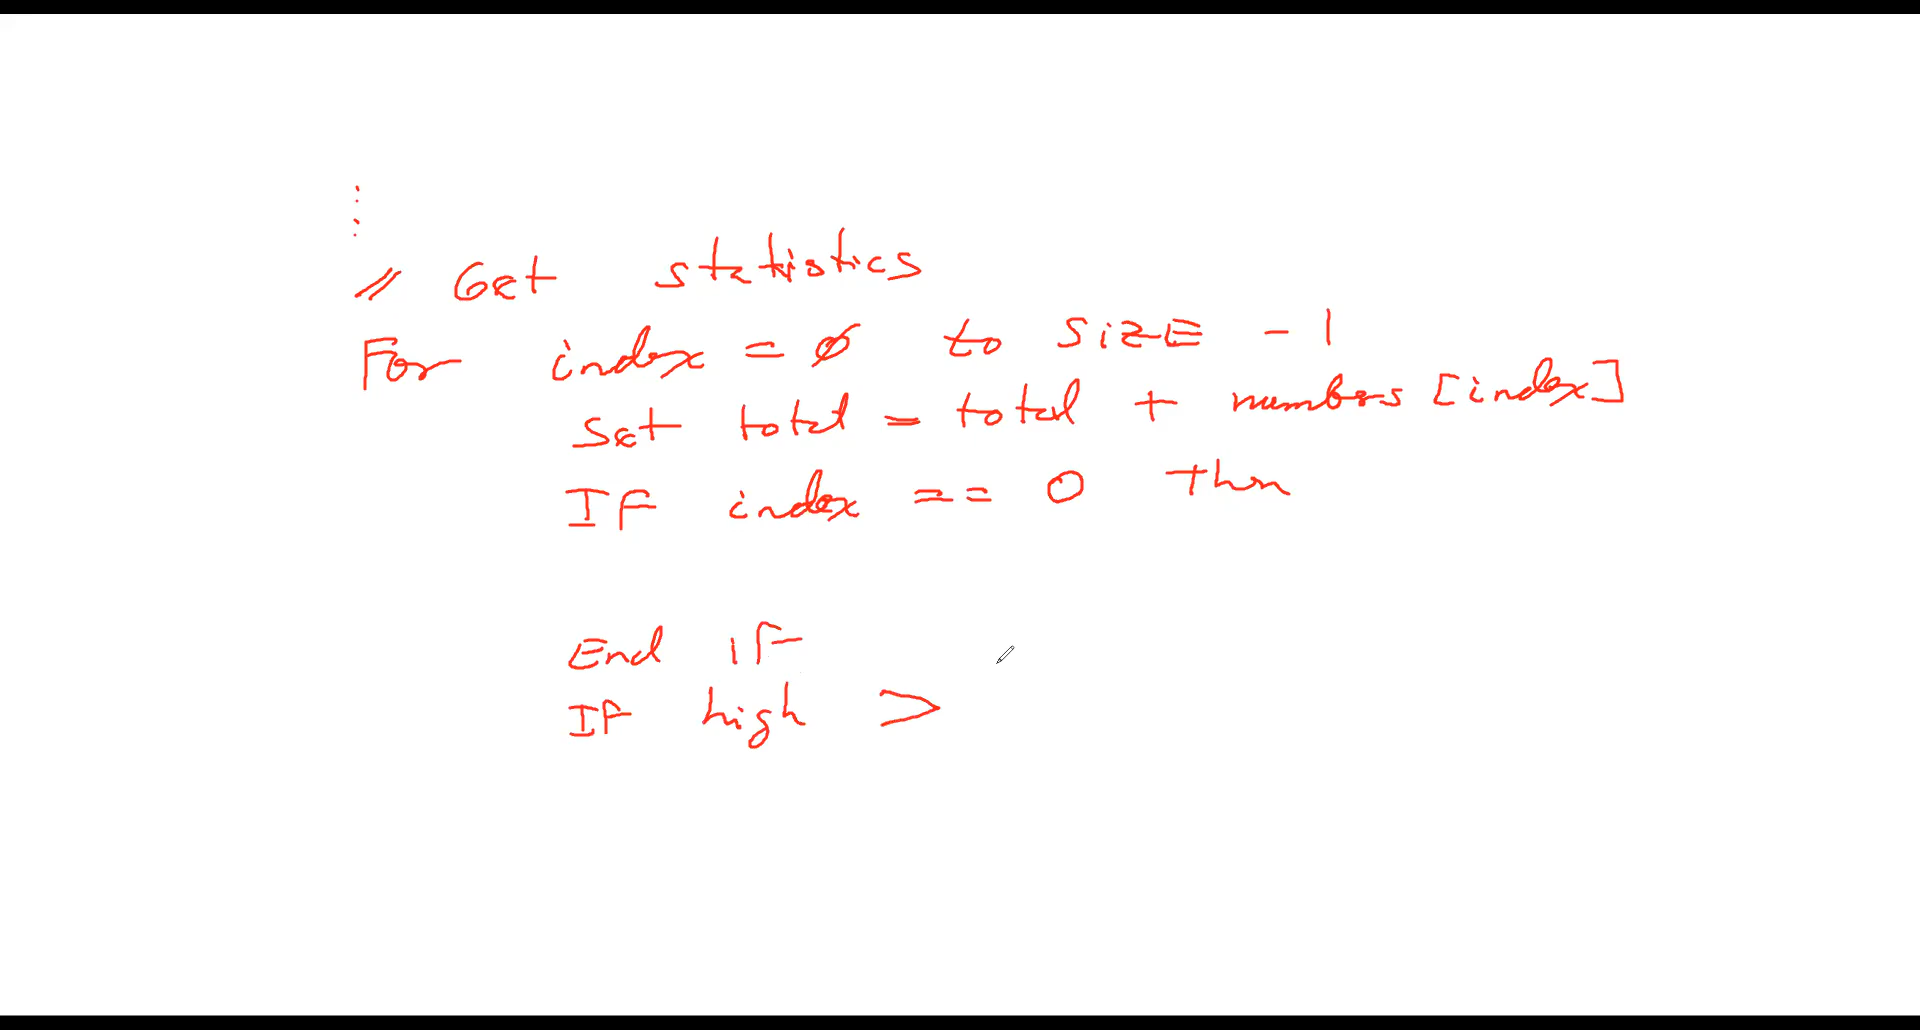 // Get statistics
For index = 0 to SIZE - 1
Set total = total + numbers [index]
IF index == 0 then
End IF
IF high >